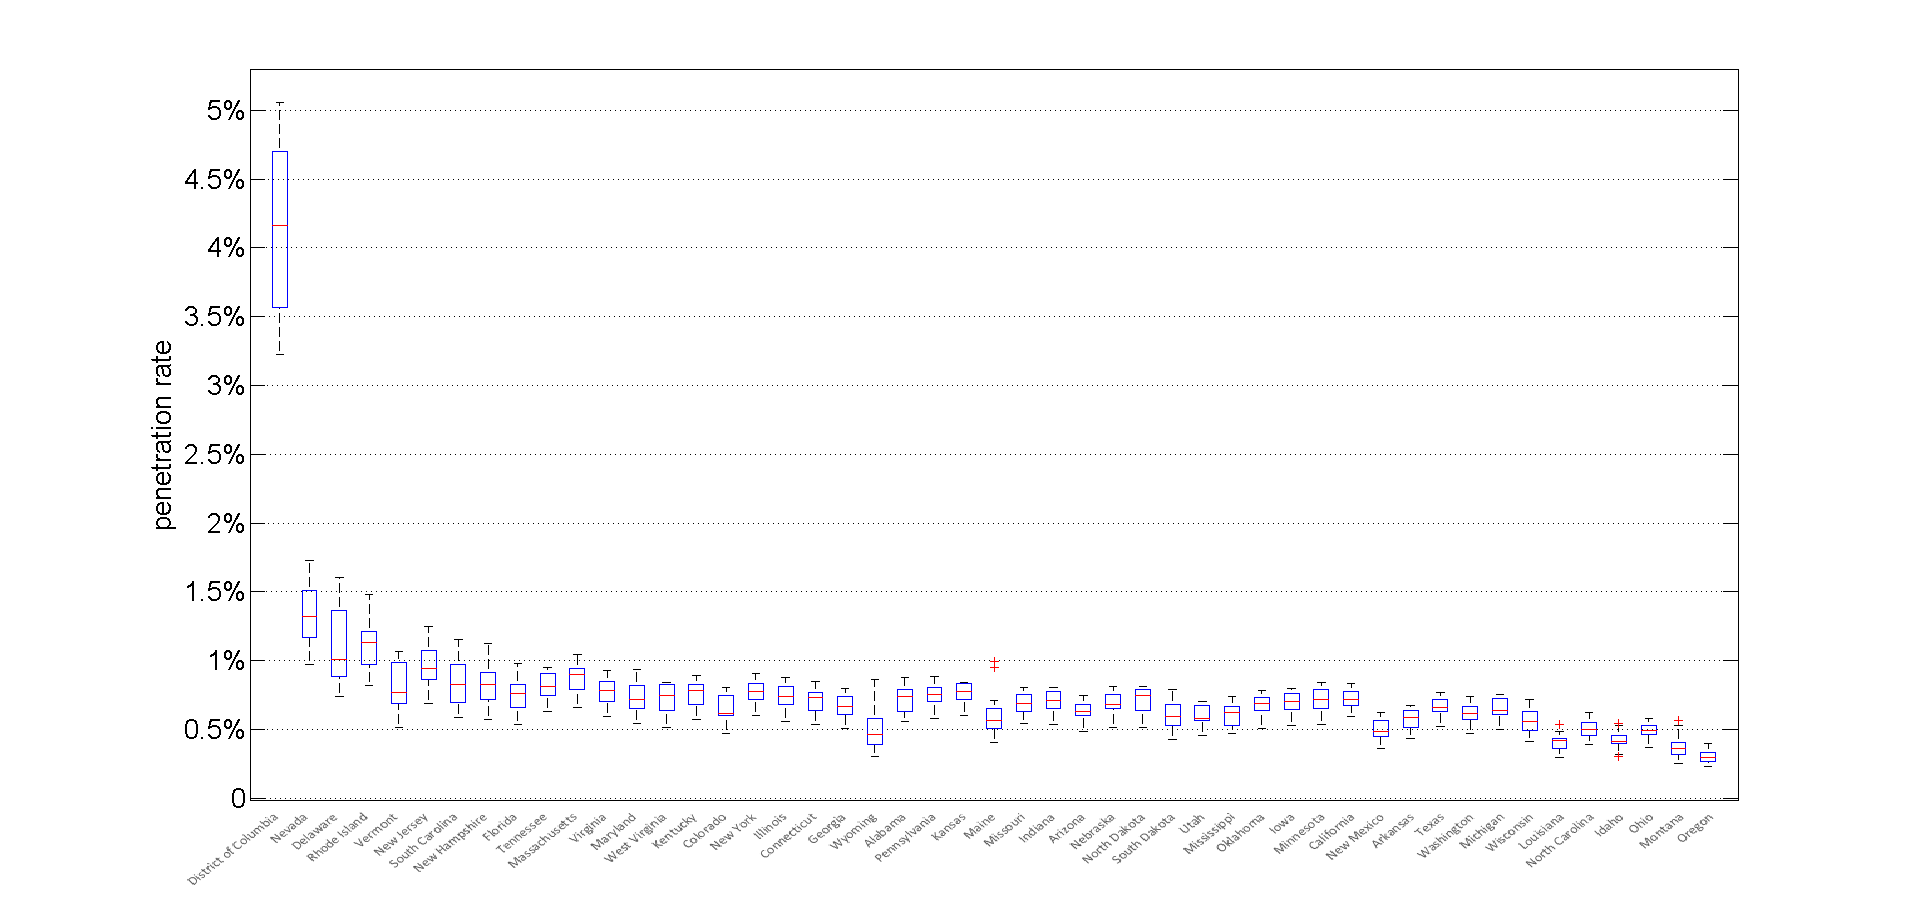 5%
4.5%
4%
3.5%
3%
2.5%
2%
1.5%
1%
0.5%
0
penetration rate
District of Columbia
Nevada
Delaware
Rhode Island
Vermont
New Jersey
South Carolina
New Hampshire
Florida
Tennessee
Massachusetts
Virginia
Maryland
West Virginia
Kentucky
Colorado
New York
Illinois
Connecticut
Georgia
Wyoming
Alabama
Pennsylvania
Kansas
Maine
Missouri
Indiana
Arizona
Nebraska
North Dakota
South Dakota
Utah
Mississippi
Oklahoma
Iowa
Minnesota
California
New Mexico
Arkansas
Texas
Washington
Michigan
Wisconsin
Louisiana
North Carolina
Idaho
Ohio
Montana
Oregon